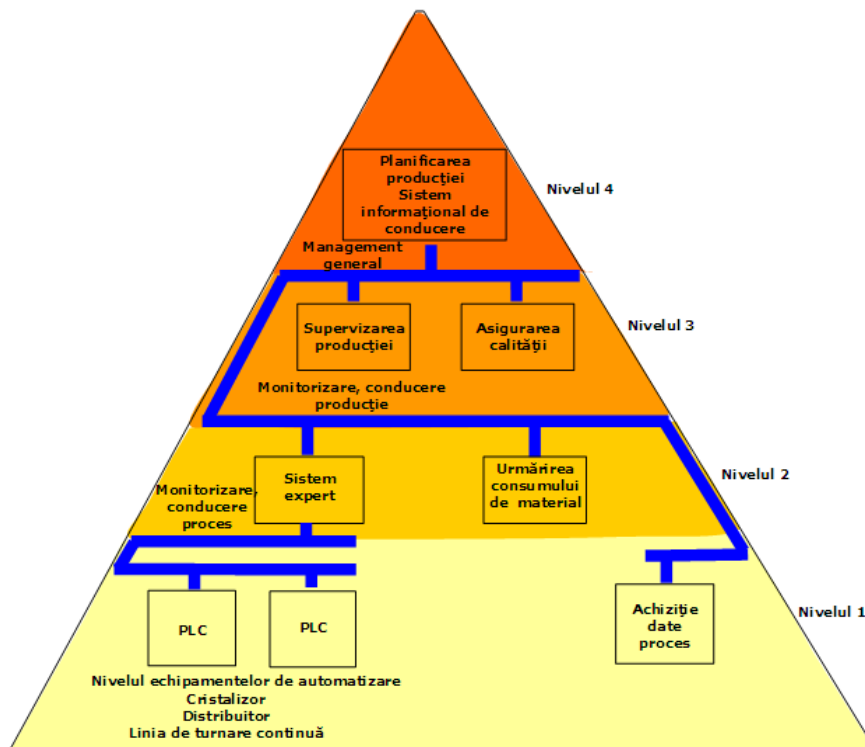 Planificarea
producţiei
Sistem
informaţional de
conducere
Nivelul 4
Management
general
Supervizarea
producţiei
Asigurarea
calităţii
Nivelul 3
Monitorizare, conducere
producţie
Sistem
expert
Urmărirea
consumului
de material
Nivelul 2
Monitorizare,
conducere
proces
PLC
PLC
Achiziţie
date
proces
Nivelul 1
Nivelul echipamentelor de automatizare
Cristalizor
Distribuitor
Linia de turnare continuă